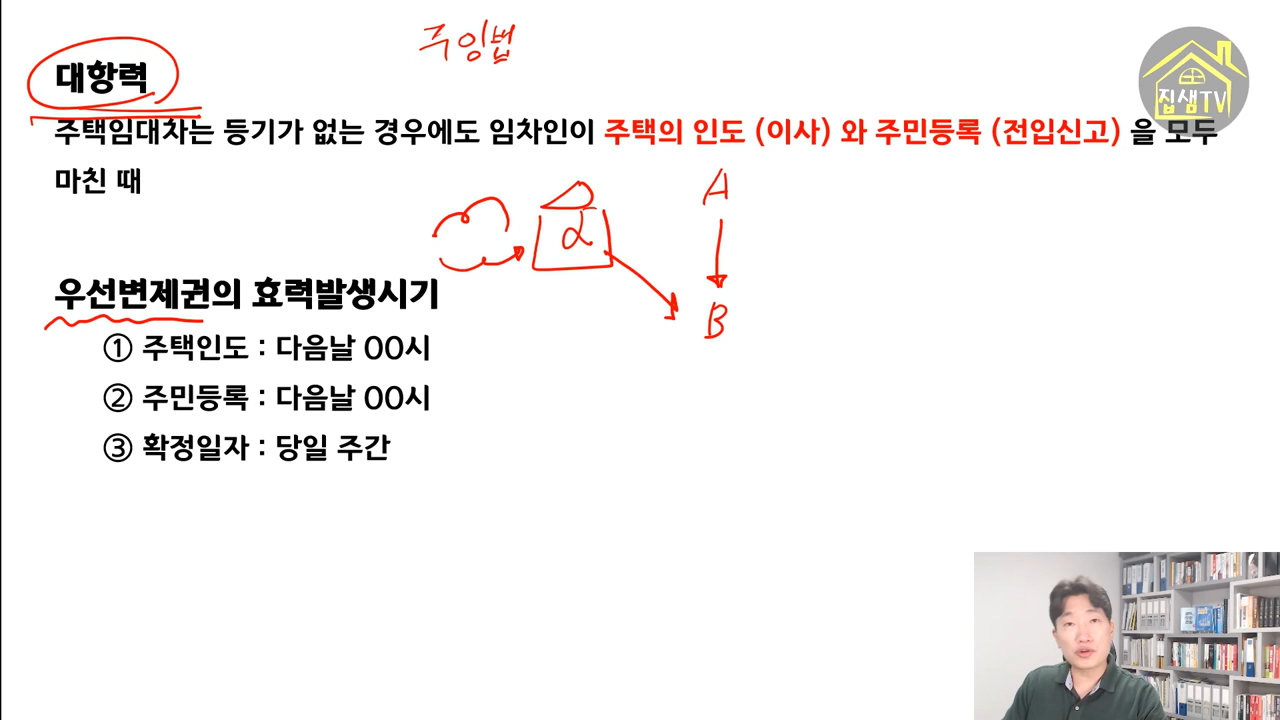 주임법
대항력
집샘TV
주택임대차는 등기가 없는 경우에도 임차인이 주택의 인도 (이사) 와 주민등록 (전입신고) 을 모두
마친 때
A
α
B
우선변제권의 효력발생시기
① 주택인도 : 다음날 00시
② 주민등록 : 다음날 00시
③ 확정일자 : 당일 주간